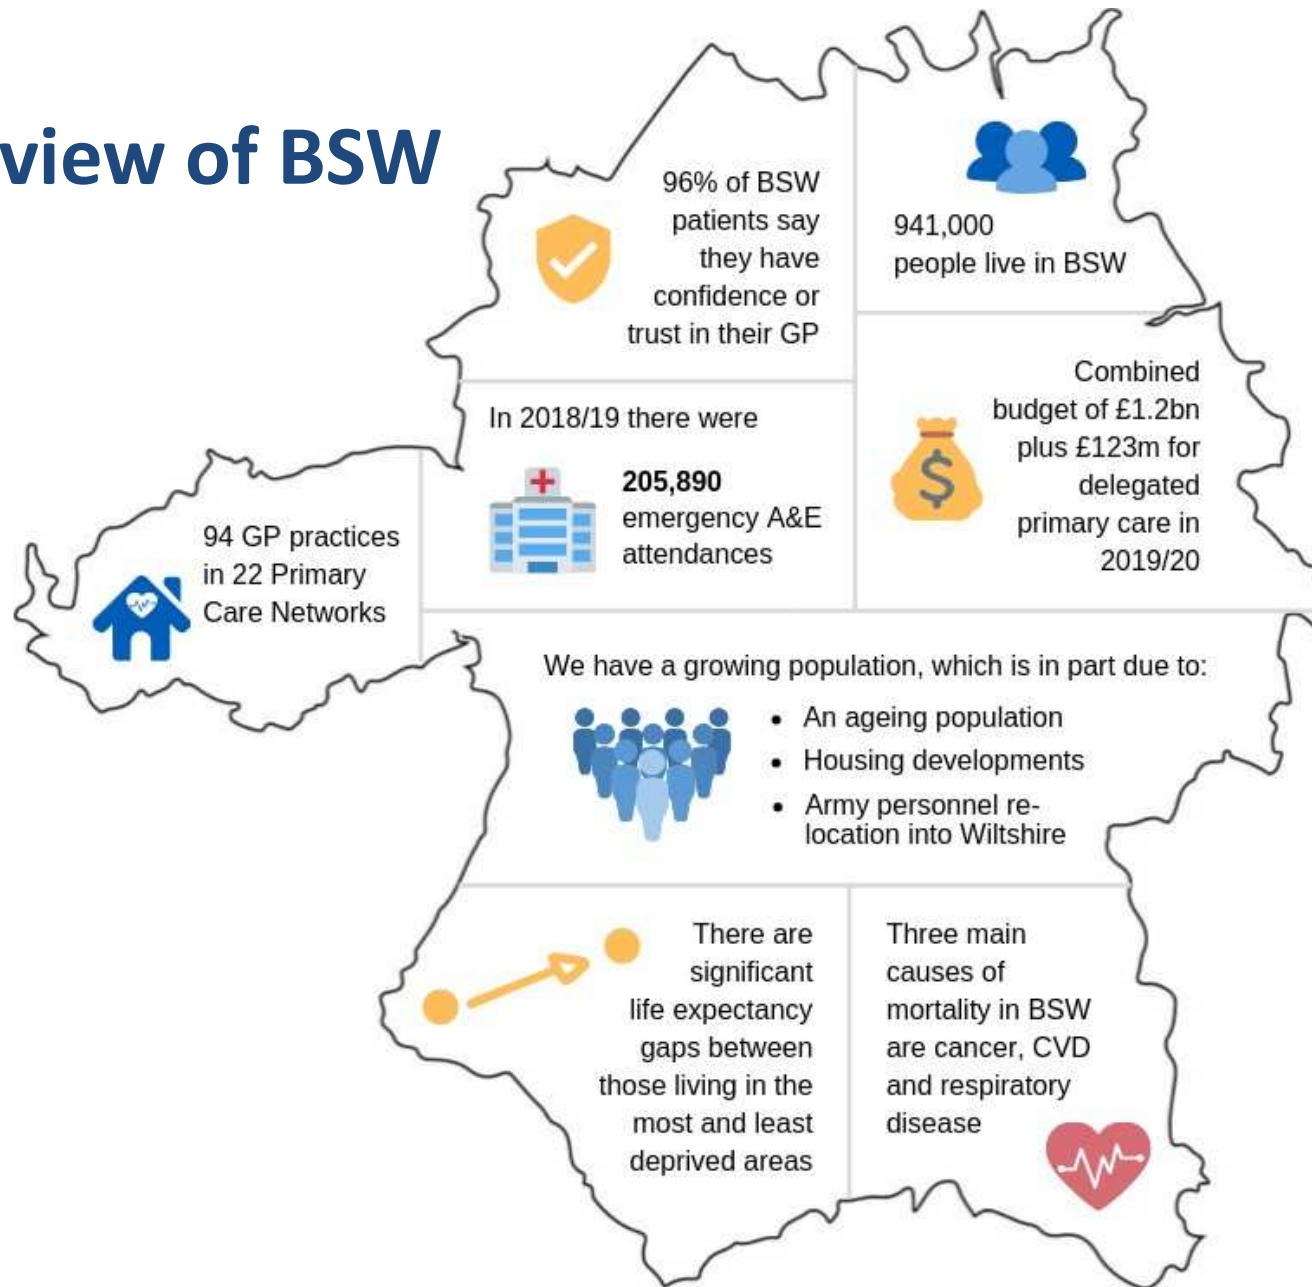 view of BSW
96% of BSW
patients say
they have
confidence or
trust in their GP
941,000
people live in BSW
Combined
budget of £1.2bn
plus £123m for
delegated
primary care in
2019/20
In 2018/19 there were
205,890
emergency A&E
attendances
94 GP practices
in 22 Primary
Care Networks
We have a growing population, which is in part due to:
• An ageing population
• Housing developments
• Army personnel re-
location into Wiltshire
There are
significant
life expectancy
gaps between
those living in the
most and least
deprived areas
Three main
causes of
mortality in BSW
are cancer, CVD
and respiratory
disease